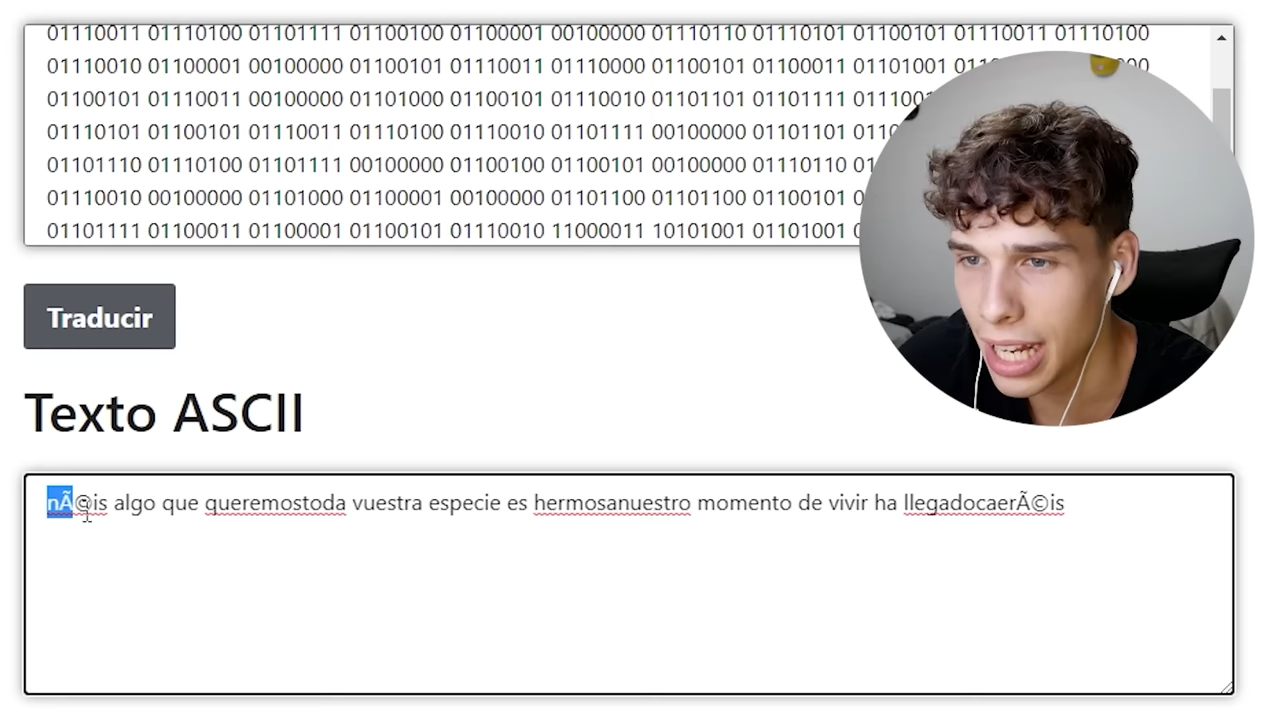 01110011 01110100 01101111 01100100 01100001 00100000 01110110 01110101 01100101 01110011 01110100
01110010 01100001 00100000 01100101 01110011 01110000 01100101 01100011 01101001
01100101 01110011 00100000 01101000 01100101 01110010 01101101 01101111
01110101 01100101 01110011 01110100 01110010 01101111 00100000 01101101
01101110 01110100 01101111 00100000 01100100 01100101 00100000 01110110
01110010 00100000 01101000 01100001 00100000 01101100 01101100 01100101
01101111 01100011 01100001 01100101 01110010 11000011 10101001 01101001
Traducir
Texto ASCII
nÃ©is algo que queremostoda vuestra especie es hermosanuestro momento de vivir ha llegadocaerÃ©is